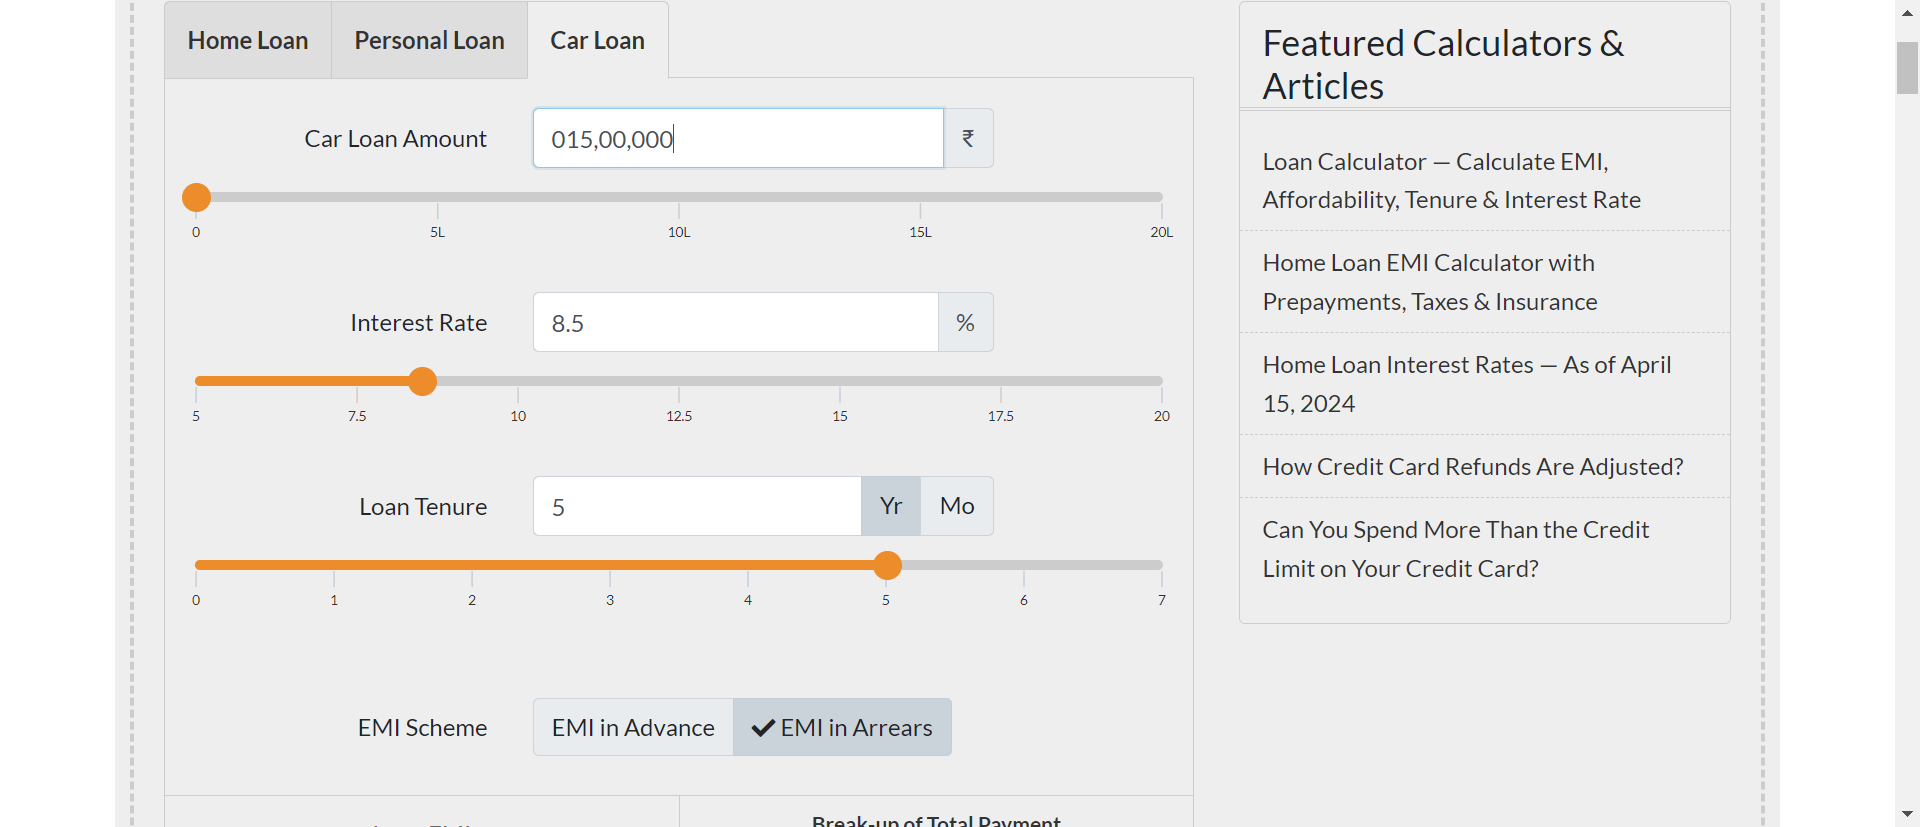 Home Loan
Personal Loan
Car Loan
Car Loan Amount
015,00,000
₹
0
5L
10L
15L
20L
Interest Rate
8.5
%
5
7.5
10
12.5
15
17.5
20
Loan Tenure
5
Yr
Mo
0
1
2
3
4
5
6
7
EMI Scheme
EMI in Advance
EMI in Arrears
Break-up of Total Payment
Featured Calculators &
Articles
Loan Calculator — Calculate EMI,
Affordability, Tenure & Interest Rate
Home Loan EMI Calculator with
Prepayments, Taxes & Insurance
Home Loan Interest Rates — As of April
15, 2024
How Credit Card Refunds Are Adjusted?
Can You Spend More Than the Credit
Limit on Your Credit Card?